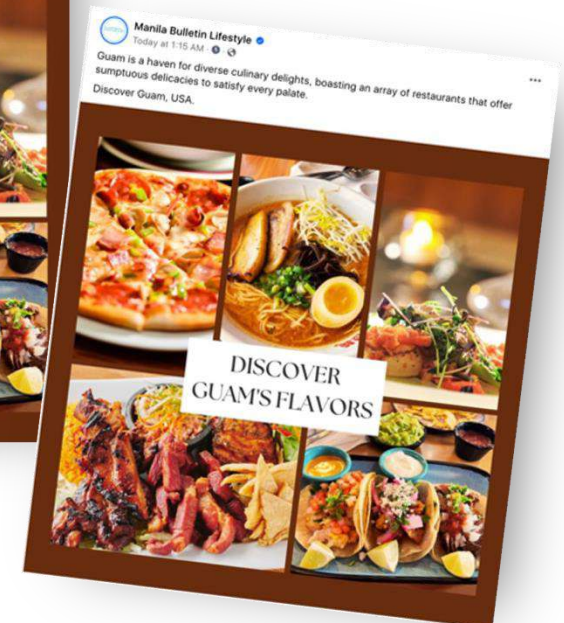 Manila Bulletin Lifestyle
Today at 1:15 AM ·
Guam is a haven for diverse culinary delights, boasting an array of restaurants that offer
sumptuous delicacies to satisfy every palate.
Discover Guam, USA.
DISCOVER
GUAM'S FLAVORS